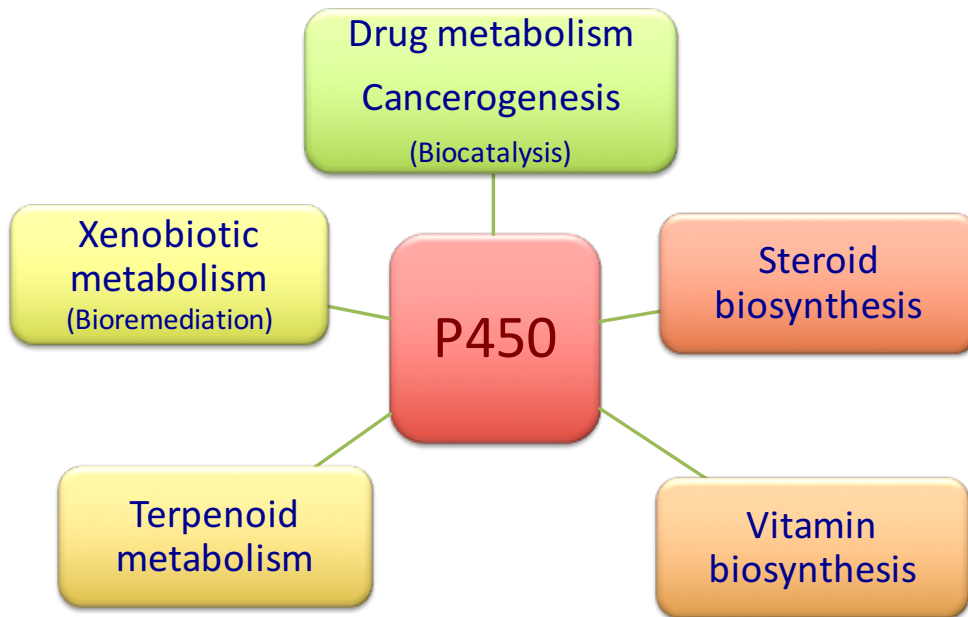 Drug metabolism
Cancerogenesis
(Biocatalysis)
Xenobiotic
metabolism
(Bioremediation)
Steroid
biosynthesis
P450
Terpenoid
metabolism
Vitamin
biosynthesis